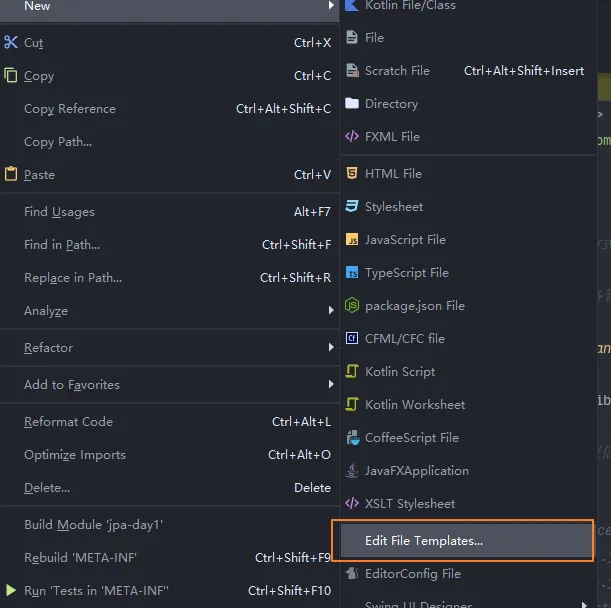 New
Cut Ctrl+X
Copy Ctrl+C
Copy Reference Ctrl+Alt+Shift+C
Copy Path...
Paste Ctrl+V
Find Usages Alt+F7
Find in Path... Ctrl+Shift+F
Replace in Path... Ctrl+Shift+R
Analyze
Refactor
Add to Favorites
Reformat Code Ctrl+Alt+L
Optimize Imports Ctrl+Alt+O
Delete... Delete
Build Module 'jpa-day1'
Rebuild 'META-INF' Ctrl+Shift+F9
Run 'Tests in 'META-INF'' Ctrl+Shift+F10
Kotlin File/Class
File
Scratch File Ctrl+Alt+Shift+Insert
Directory
FXML File
HTML File
Stylesheet
JavaScript File
TypeScript File
package.json File
CFML/CFC file
Kotlin Script
Kotlin Worksheet
CoffeeScript File
JavaFXApplication
XSLT Stylesheet
Edit File Templates...
EditorConfig File
Swing UI Designer